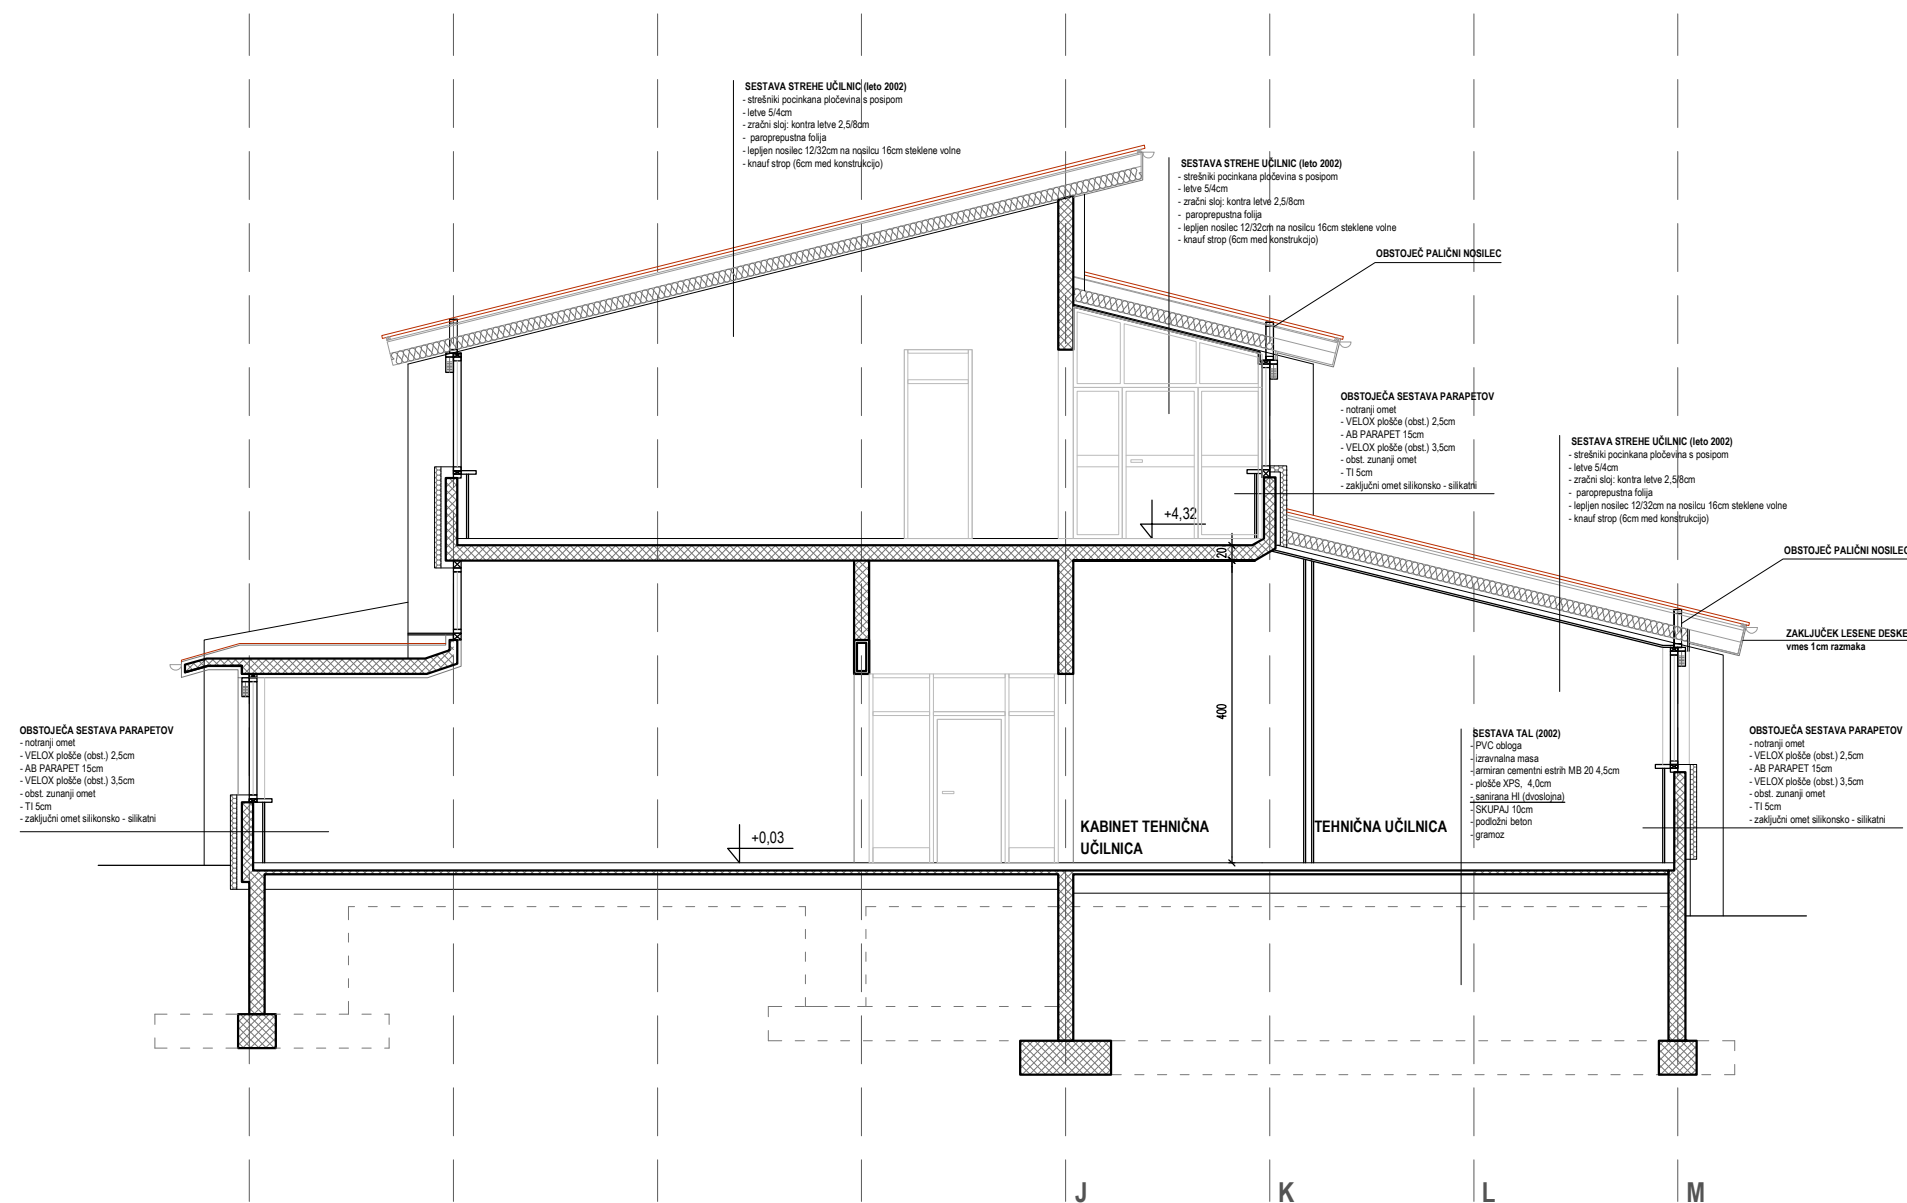 SESTAVA STREHE UČILNIC (leto 2002)
- strešniki pocinkana pločevina s posipom
- letve 5/4cm
- zračni sloj: kontra letve 2,5/8cm
- paroprepustna folija
- lepljen nosilec 12/32cm na nosilcu 16cm steklene volne
- knauf strop (6cm med konstrukcijo)
SESTAVA STREHE UČILNIC (leto 2002)
- strešniki pocinkana pločevina s posipom
- letve 5/4cm
- zračni sloj: kontra letve 2,5/8cm
- paroprepustna folija
- lepljen nosilec 12/32cm na nosilcu 16cm steklene volne
- knauf strop (6cm med konstrukcijo)
OBSTOJEČ PALIČNI NOSILEC
OBSTOJEČA SESTAVA PARAPETOV
- notranji omet
- VELOX plošče (obst.) 2,5cm
- AB PARAPET 15cm
- VELOX plošče (obst.) 3,5cm
- obst. zunanji omet
- TI 5cm
- zaključni omet silikonsko - silikatni
SESTAVA STREHE UČILNIC (leto 2002)
- strešniki pocinkana pločevina s posipom
- letve 5/4cm
- zračni sloj: kontra letve 2,5/8cm
- paroprepustna folija
- lepljen nosilec 12/32cm na nosilcu 16cm steklene volne
- knauf strop (6cm med konstrukcijo)
+4,32
20
OBSTOJEČ PALIČNI NOSILEC
ZAKLJUČEK LESENE DESKE
vmes 1cm razmaka
400
OBSTOJEČA SESTAVA PARAPETOV
- notranji omet
- VELOX plošče (obst.) 2,5cm
- AB PARAPET 15cm
- VELOX plošče (obst.) 3,5cm
- obst. zunanji omet
- TI 5cm
- zaključni omet silikonsko - silikatni
+0,03
KABINET TEHNIČNA
UČILNICA
TEHNIČNA UČILNICA
SESTAVA TAL (2002)
- PVC obloga
- izravnalna masa
- armiran cementni estrih MB 20 4,5cm
- plošče XPS, 4,0cm
- sanirana HI (dvoslojna)
- SKUPAJ 10cm
- podložni beton
- gramoz
OBSTOJEČA SESTAVA PARAPETOV
- notranji omet
- VELOX plošče (obst.) 2,5cm
- AB PARAPET 15cm
- VELOX plošče (obst.) 3,5cm
- obst. zunanji omet
- TI 5cm
- zaključni omet silikonsko - silikatni
J
K
L
M